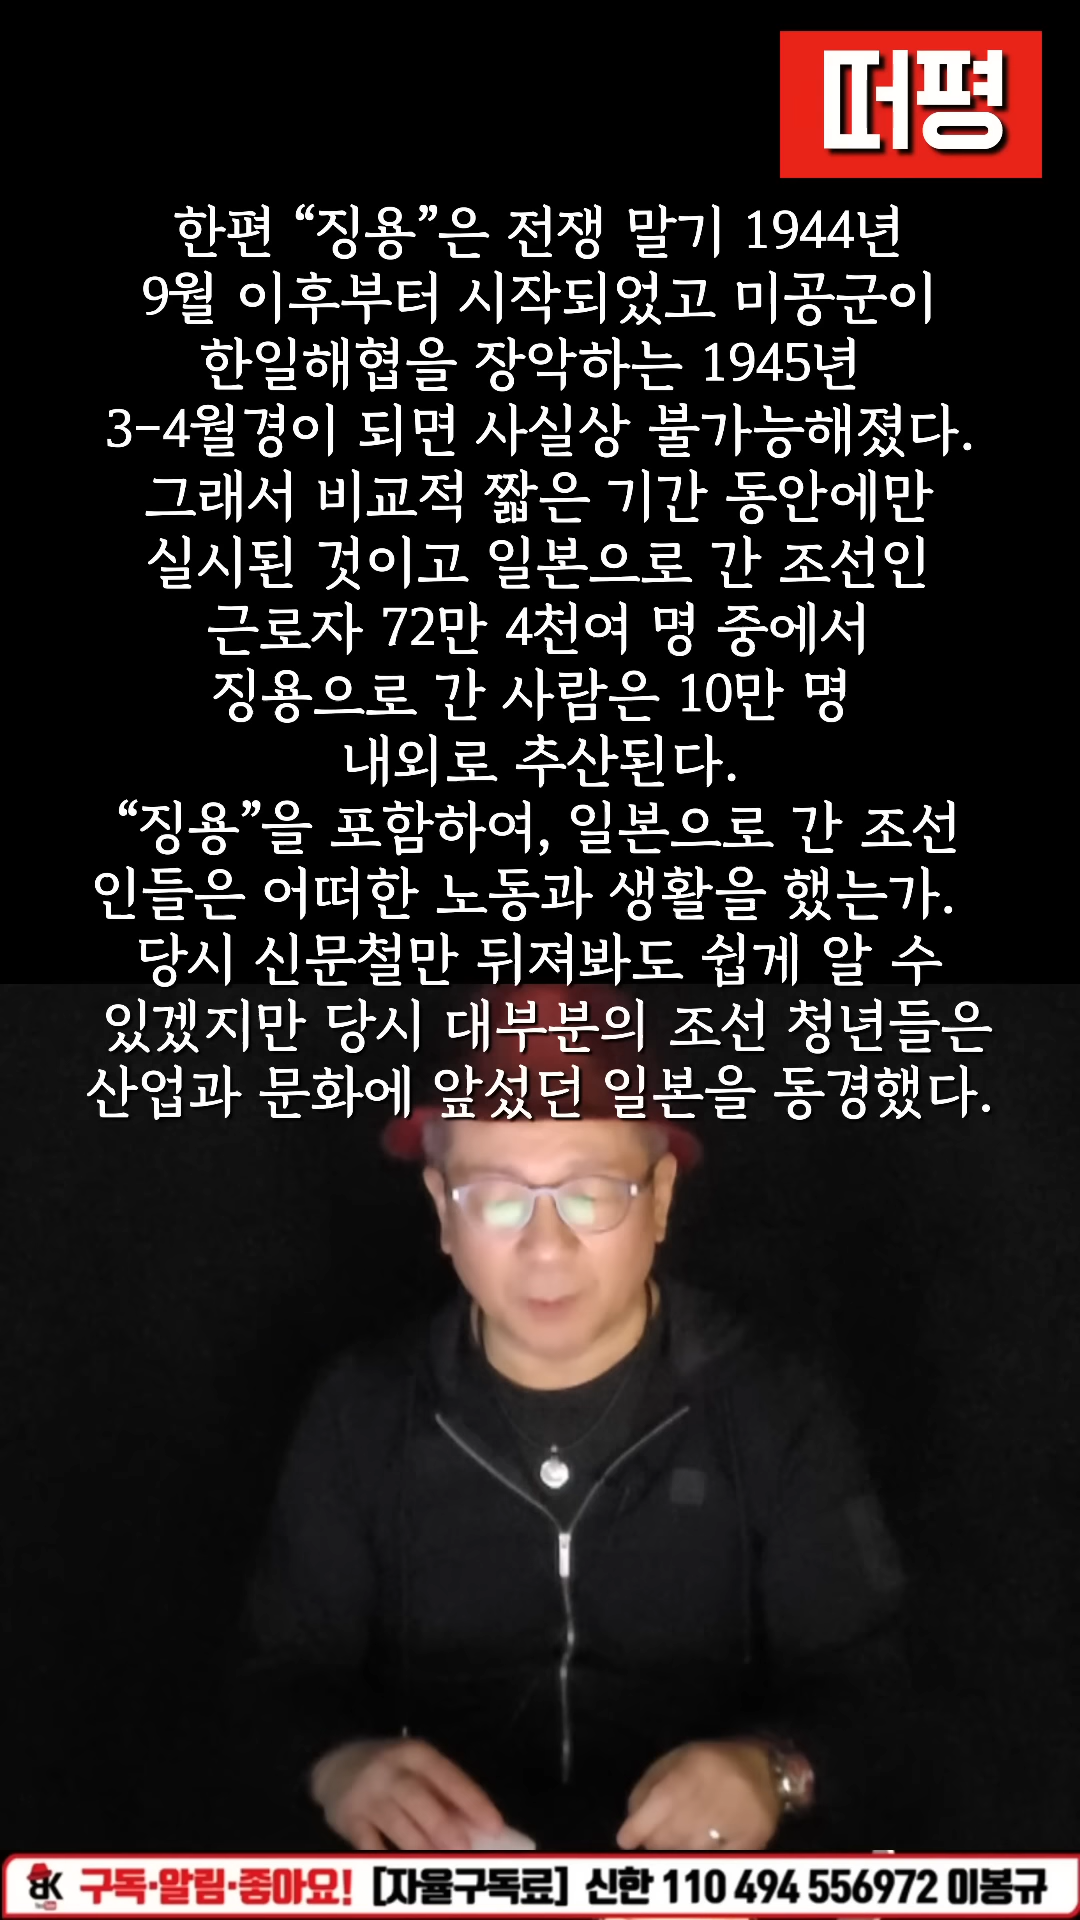 떠평
한편 “징용”은 전쟁 말기 1944년
9월 이후부터 시작되었고 미공군이
한일해협을 장악하는 1945년
3-4월경이 되면 사실상 불가능해졌다.
그래서 비교적 짧은 기간 동안에만
실시된 것이고 일본으로 간 조선인
근로자 72만 4천여 명 중에서
징용으로 간 사람은 10만 명
내외로 추산된다.
“징용”을 포함하여, 일본으로 간 조선
인들은 어떠한 노동과 생활을 했는가.
당시 신문철만 뒤져봐도 쉽게 알 수
있겠지만 당시 대부분의 조선 청년들은
산업과 문화에 앞섰던 일본을 동경했다.
BK 구독·알림·좋아요! [자율구독료] 신한 110 494 556972 이봉규